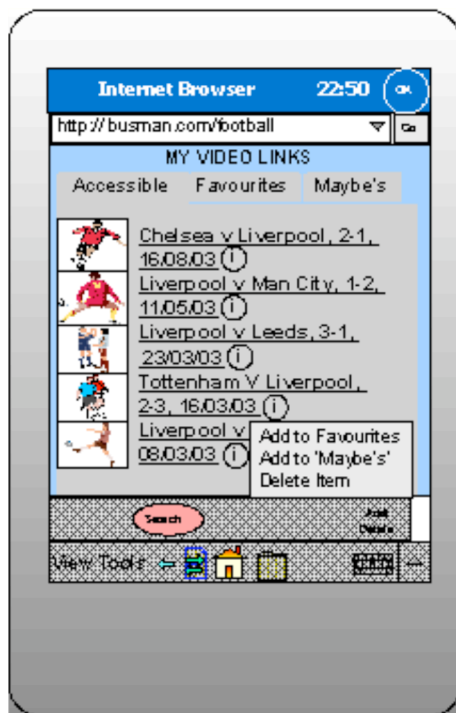 Internet Browser 22:50 OK
http://busman.com/football Go
MY VIDEO LINKS
Accessible Favourites Maybe's
Chelsea v Liverpool, 2-1,
16.08.03 i
Liverpool v Man City, 1-2,
11.05.03 i
Liverpool v Leeds, 3-1,
23/03/03 i
Tottenham V Liverpool,
2-3, 16.03.03 i
Liverpool v
08.03.03 i
Add to Favourites
Add to 'Maybe's'
Delete Item
Search
View Tools